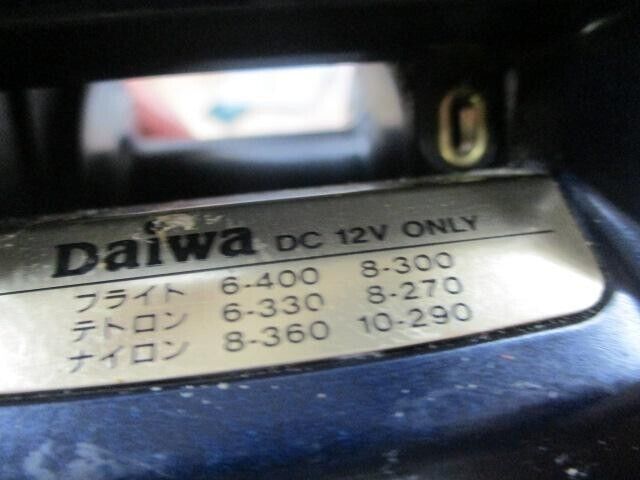 Daiwa DC 12V ONLY
ブライト 6-400 8-300
テトロン 6-330 8-270
ナイロン 8-360 10-290